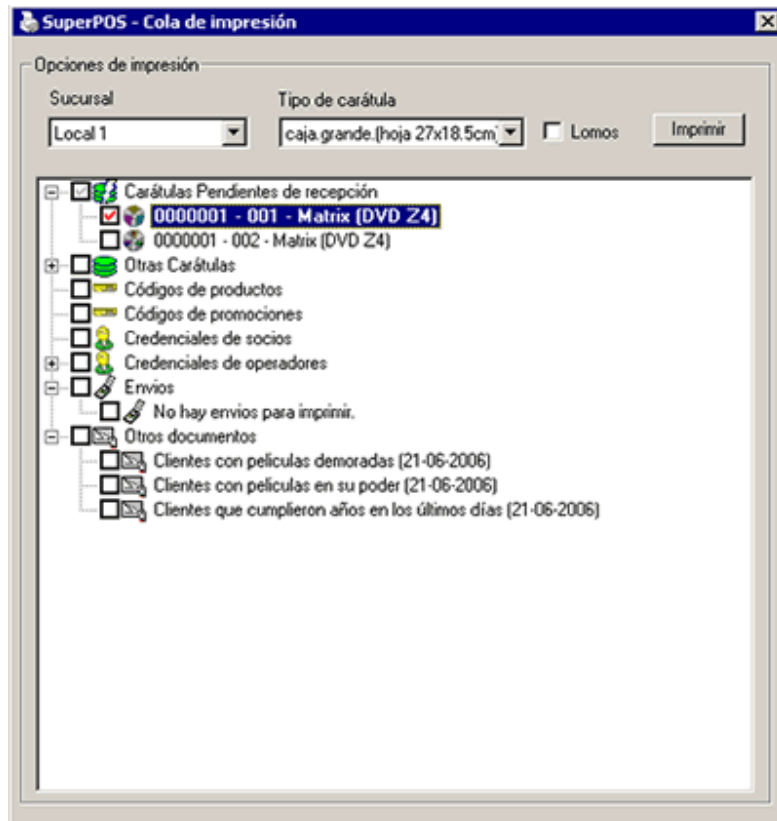 SuperPOS - Cola de impresión
Opciones de impresión
Sucursal Tipo de carátula
Local 1 caja.grande.(hoja 27x18.5cm) Lomos Imprimir
Carátulas Pendientes de recepción
0000001 - 001 - Matrix (DVD Z4)
0000001 - 002 - Matrix (DVD Z4)
Otras Carátulas
Códigos de productos
Códigos de promociones
Credenciales de socios
Credenciales de operadores
Envios
No hay envios para imprimir.
Otros documentos
Clientes con peliculas demoradas (21-06-2006)
Clientes con peliculas en su poder (21-06-2006)
Clientes que cumplieron años en los últimos días (21-06-2006)